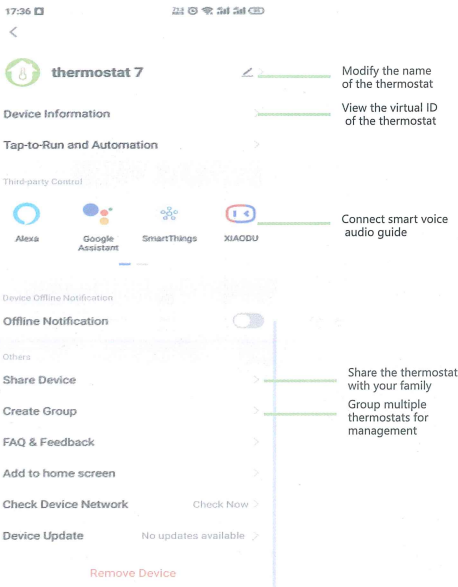 17:36
thermostat 7
Modify the name
of the thermostat
Device Information
View the virtual ID
of the thermostat
Tap-to-Run and Automation
Third-party Control
Alexa
Google
Assistant
SmartThings
XIAODU
Connect smart voice
audio guide
Device Offline Notification
Offline Notification
Others
Share Device
Share the thermostat
with your family
Create Group
Group multiple
thermostats for
management
FAQ & Feedback
Add to home screen
Check Device Network Check Now
Device Update No updates available
Remove Device